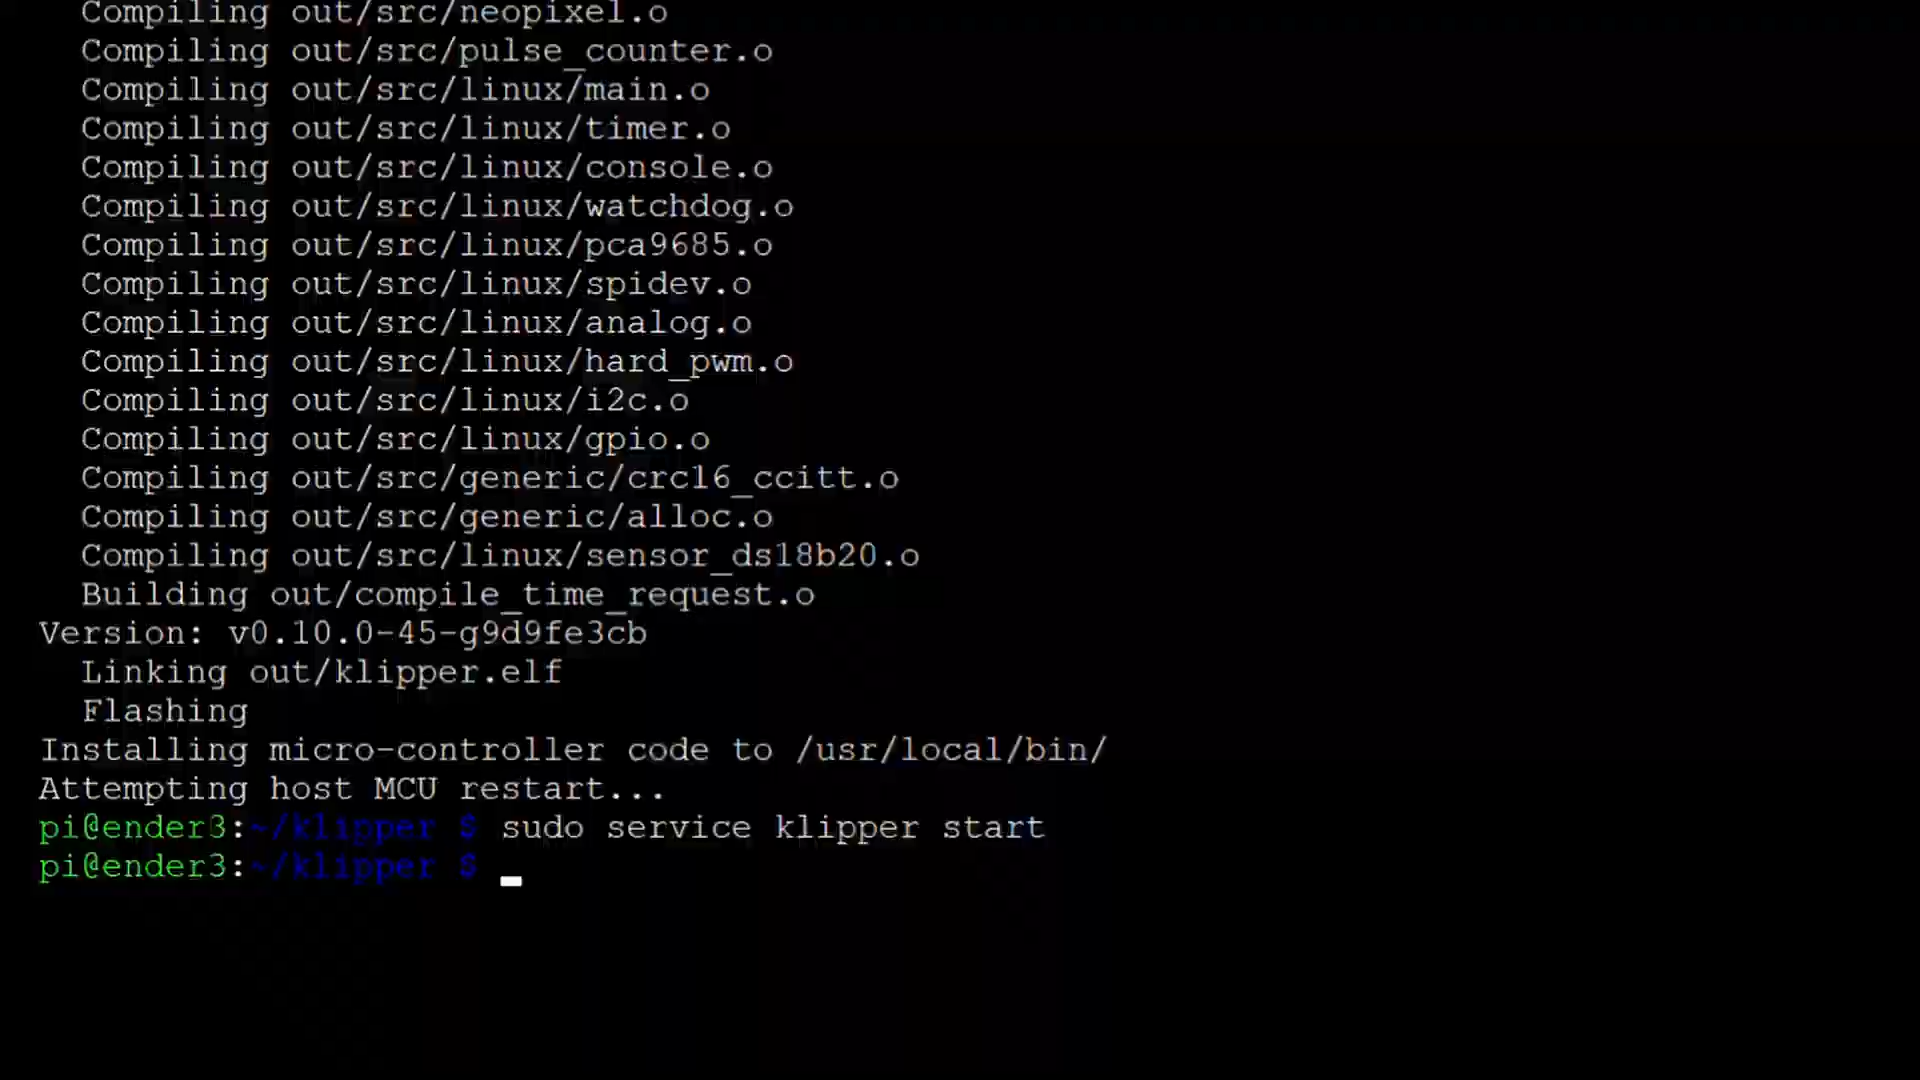 Compiling out/src/neopixel.o
Compiling out/src/pulse_counter.o
Compiling out/src/linux/main.o
Compiling out/src/linux/timer.o
Compiling out/src/linux/console.o
Compiling out/src/linux/watchdog.o
Compiling out/src/linux/pca9685.o
Compiling out/src/linux/spidev.o
Compiling out/src/linux/analog.o
Compiling out/src/linux/hard_pwm.o
Compiling out/src/linux/i2c.o
Compiling out/src/linux/gpio.o
Compiling out/src/generic/crc16_ccitt.o
Compiling out/src/generic/alloc.o
Compiling out/src/linux/sensor_ds18b20.o
Building out/compile_time_request.o
Version: v0.10.0-45-g9d9fe3cb
Linking out/klipper.elf
Flashing
Installing micro-controller code to /usr/local/bin/
Attempting host MCU restart...
pi@ender3:~/klipper $ sudo service klipper start
pi@ender3:~/klipper $